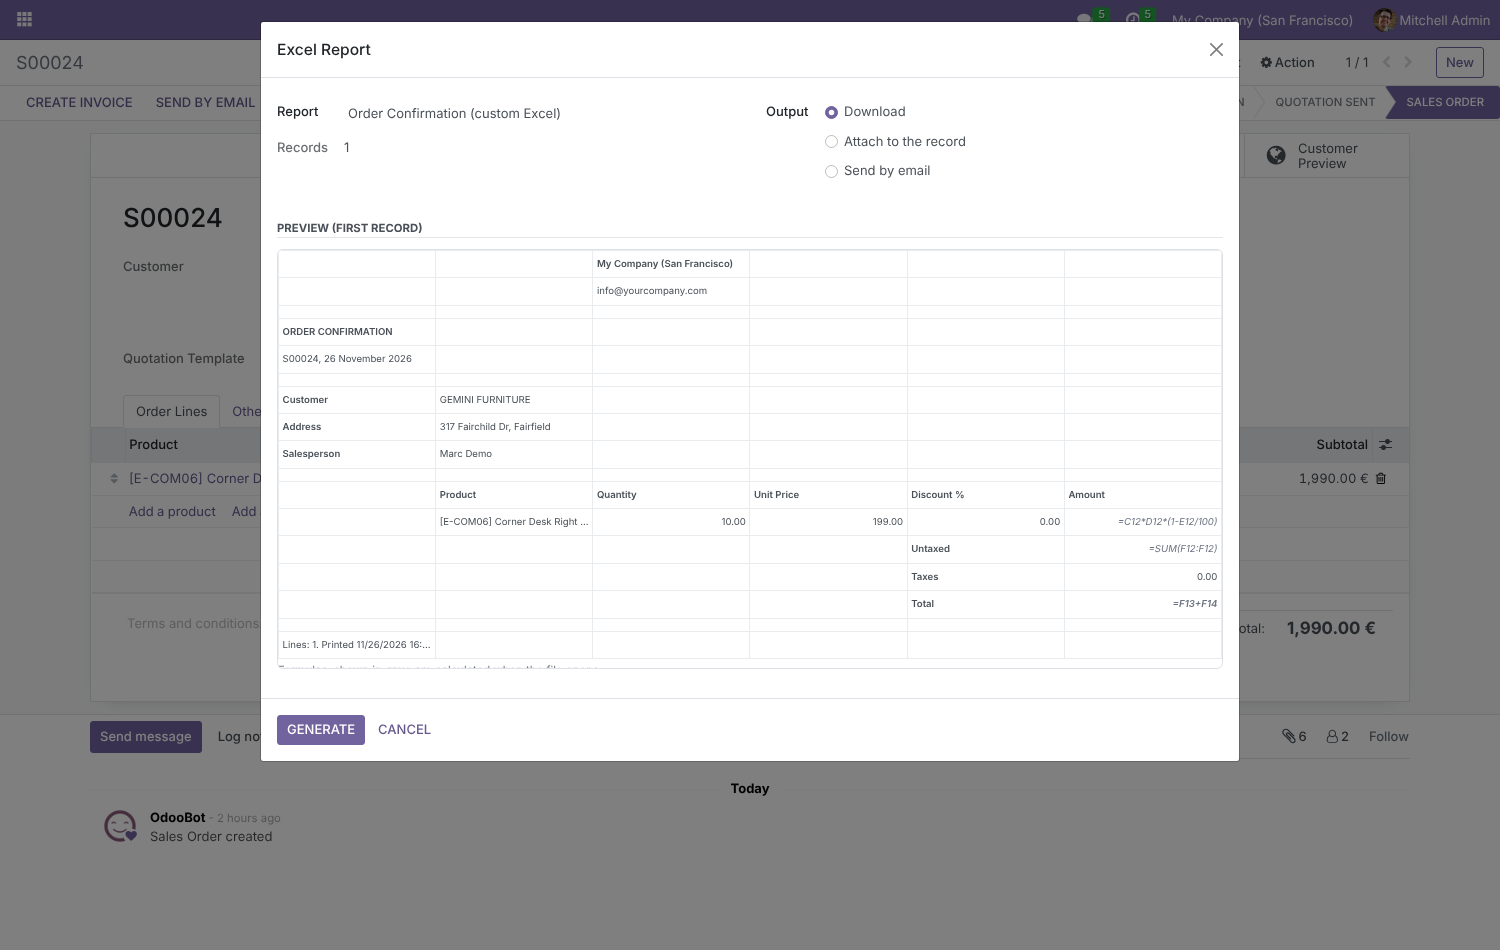 5
5
My Company (San Francisco)
Mitchell Admin
S00024
Excel Report
Action
1 / 1
New
CREATE INVOICE
SEND BY EMAIL
QUOTATION SENT
SALES ORDER
Report
Order Confirmation (custom Excel)
Records
1
Output
Download
Attach to the record
Send by email
Customer
Preview
S00024
Customer
Quotation Template
Order Lines
Product
Subtotal
[E-COM06] Corner D
1,990.00 €
Add a product
Add
Terms and conditions
otal:
1,990.00 €
PREVIEW (FIRST RECORD)
My Company (San Francisco)
info@yourcompany.com
ORDER CONFIRMATION
S00024, 26 November 2026
Customer
GEMINI FURNITURE
Address
317 Fairchild Dr, Fairfield
Salesperson
Marc Demo
Product
Quantity
Unit Price
Discount %
Amount
[E-COM06] Corner Desk Right ...
10.00
199.00
0.00
=C12*D12*(1-E12/100)
Untaxed
=SUM(F12:F12)
Taxes
0.00
Total
=F13+F14
Lines: 1. Printed 11/26/2026 16:...
GENERATE
CANCEL
Send message
Log no
6
2
Follow
Today
OdooBot - 2 hours ago
Sales Order created